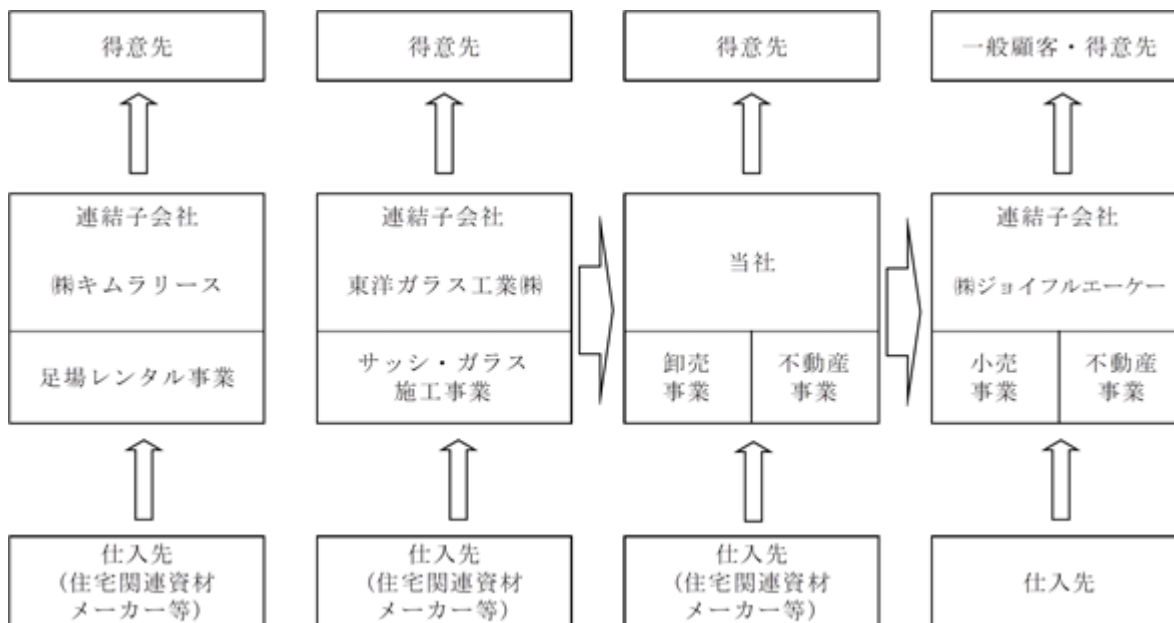 得意先
得意先
得意先
一般顧客・得意先
連結子会社
㈱キムラリース
足場レンタル事業
連結子会社
東洋ガラス工業㈱
サッシ・ガラス
施工事業
当社
卸売
事業
不動産
事業
連結子会社
㈱ジョイフルエーケー
小売
事業
不動産
事業
仕入先
(住宅関連資材
メーカー等)
仕入先
(住宅関連資材
メーカー等)
仕入先
(住宅関連資材
メーカー等)
仕入先